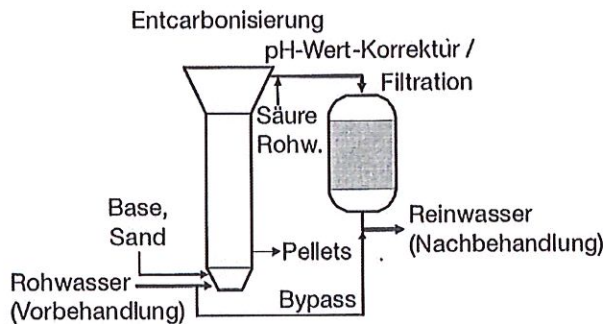 Entcarbonisierung
pH-Wert-Korrektur /
Filtration
Säure
Rohw.
Base,
Sand
Reinwasser
(Nachbehandlung)
Pellets
Rohwasser
(Vorbehandlung)
Bypass